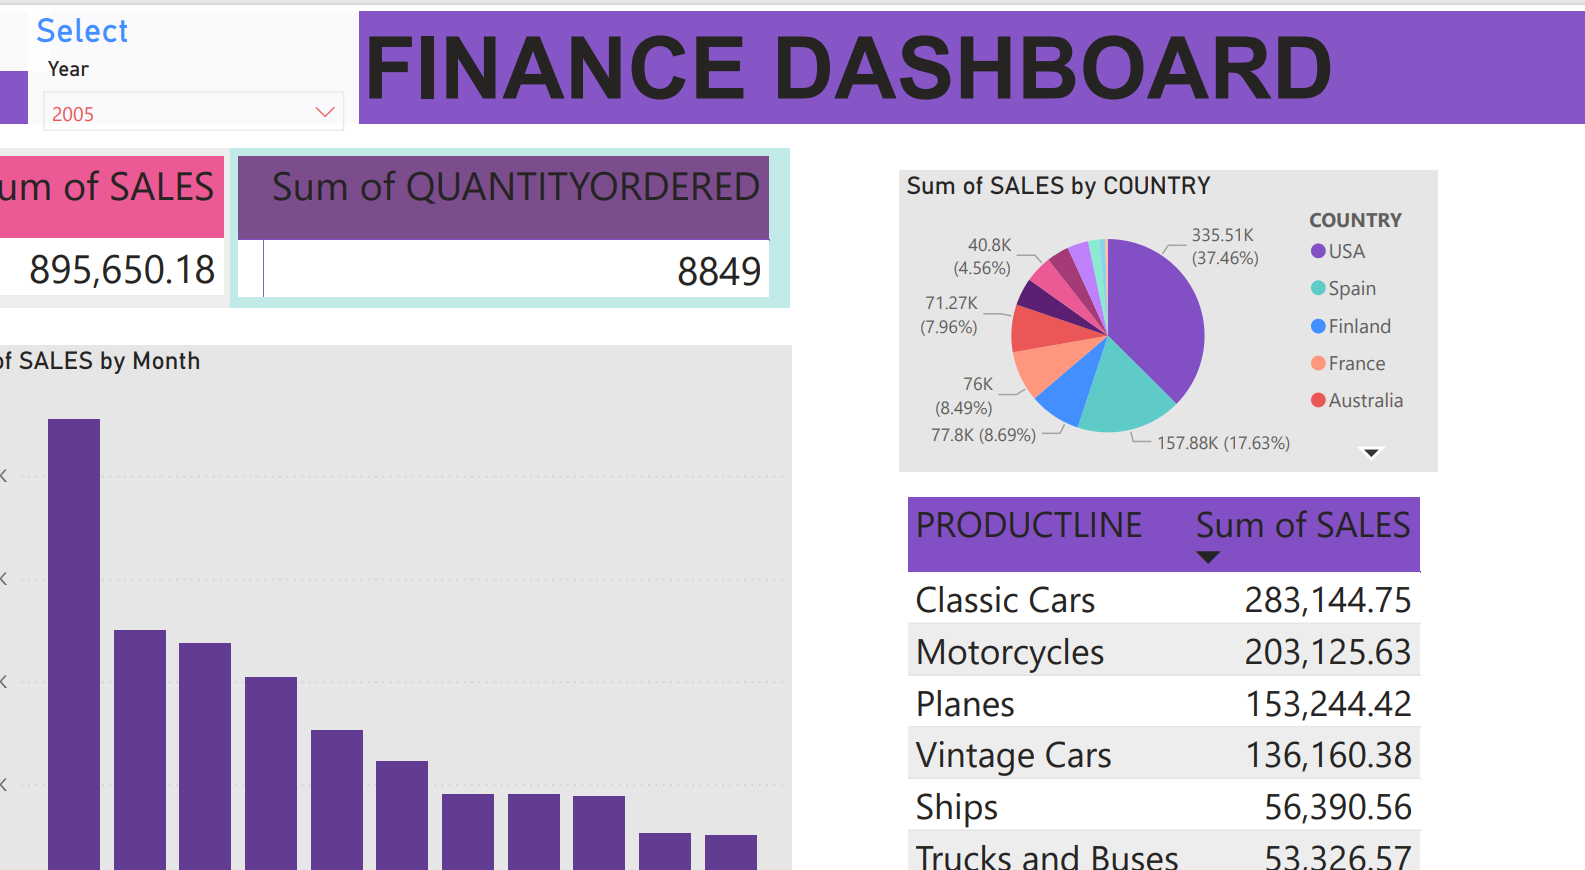 Select
Year
2005
FINANCE DASHBOARD
um of SALES
895,650.18
Sum of QUANTITYORDERED
8849
of SALES by Month
K
K
K
K
Sum of SALES by COUNTRY
335.51K
(37.46%)
157.88K (17.63%)
77.8K (8.69%)
76K
(8.49%)
71.27K
(7.96%)
40.8K
(4.56%)
COUNTRY
USA
Spain
Finland
France
Australia
PRODUCTLINE Sum of SALES
Classic Cars 283,144.75
Motorcycles 203,125.63
Planes 153,244.42
Vintage Cars 136,160.38
Ships 56,390.56
Trucks and Buses 53,326.57